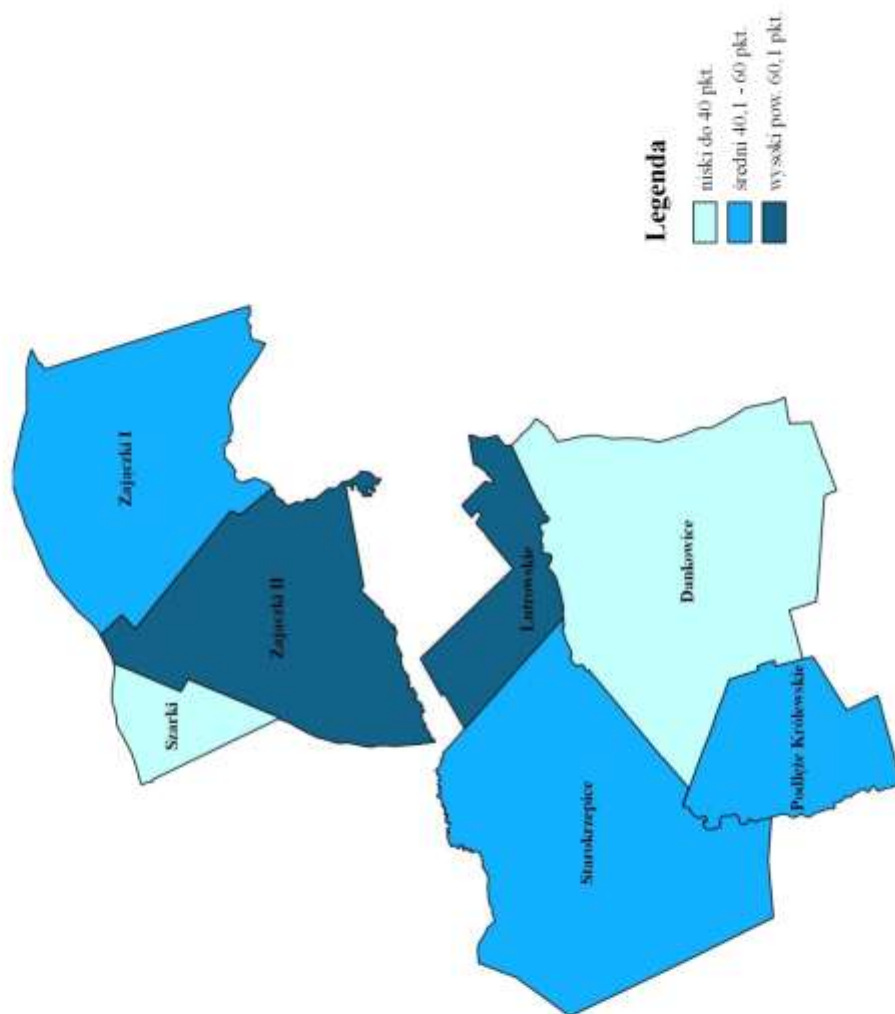 Zajączki I
Szarki
Zajączki II
Lutrowskie
Starokrzepice
Dankowice
Podłęże Królewskie
Legenda
niski do 40 pkt.
średni 40,1 - 60 pkt.
wysoki pow. 60,1 pkt.